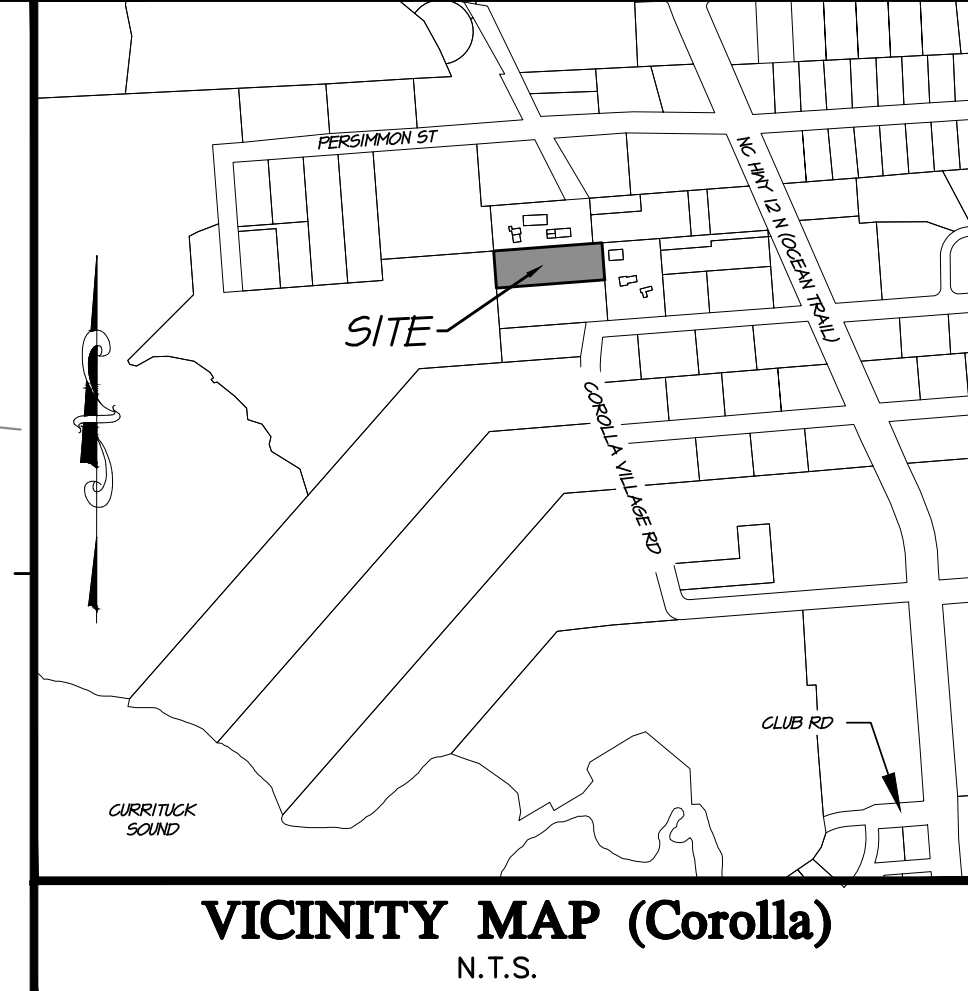 PERSIMMON ST
NC HWY 12 N (OCEAN TRAIL)
SITE
COROLLA VILLAGE RD
CLUB RD
CURRITUCK
SOUND
VICINITY MAP (Corolla)
N.T.S.